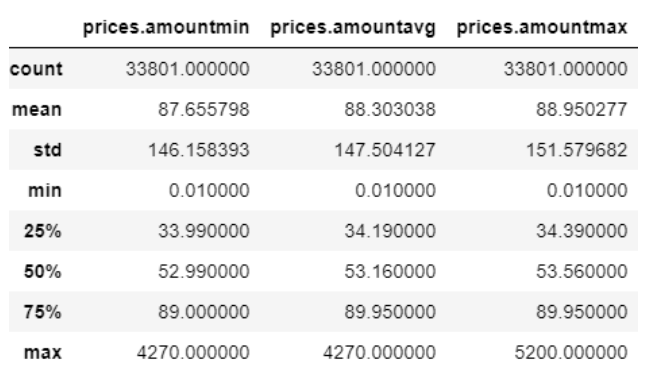 prices.amountmin prices.amountavg prices.amountmax
count 33801.000000 33801.000000 33801.000000
mean 87.655798 88.303038 88.950277
std 146.158393 147.504127 151.579682
min 0.010000 0.010000 0.010000
25% 33.990000 34.190000 34.390000
50% 52.990000 53.160000 53.560000
75% 89.000000 89.950000 89.950000
max 4270.000000 4270.000000 5200.000000